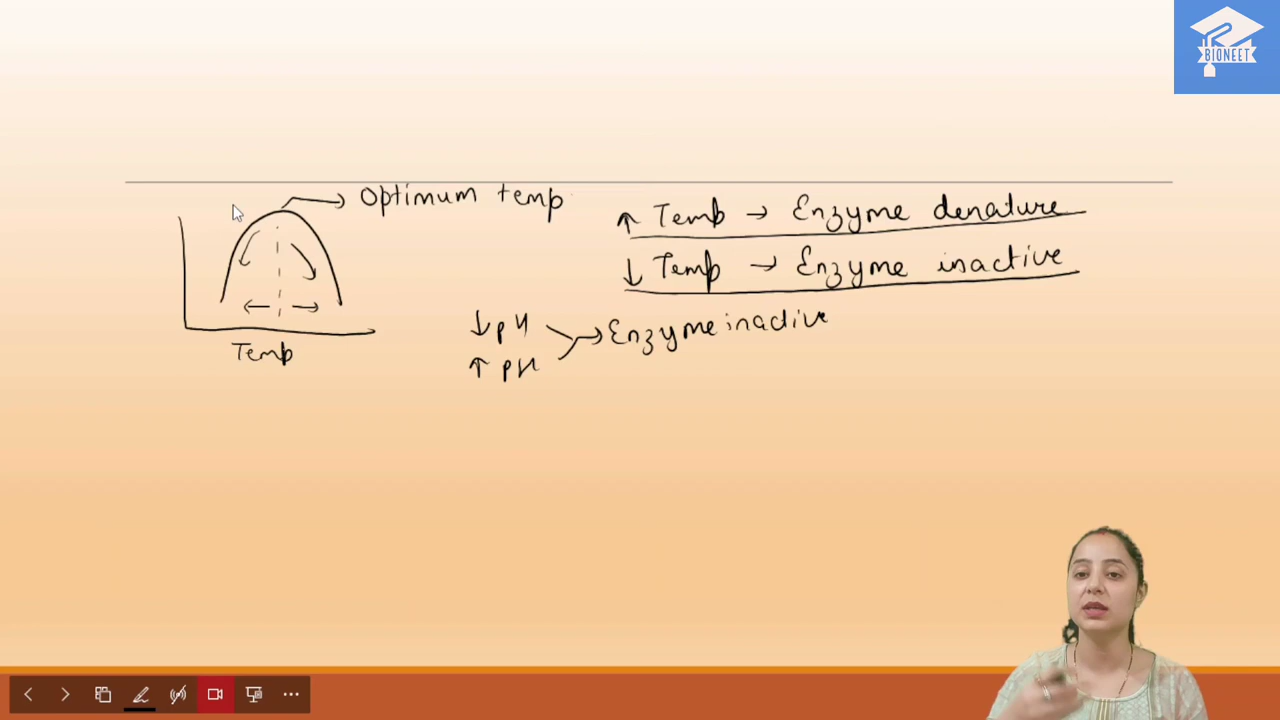 BIONEET
Optimum temp
↑ Temp → Enzyme denature
↓ Temp → Enzyme inactive
↓ pH
↑ pH
→ Enzyme inactive
Temp